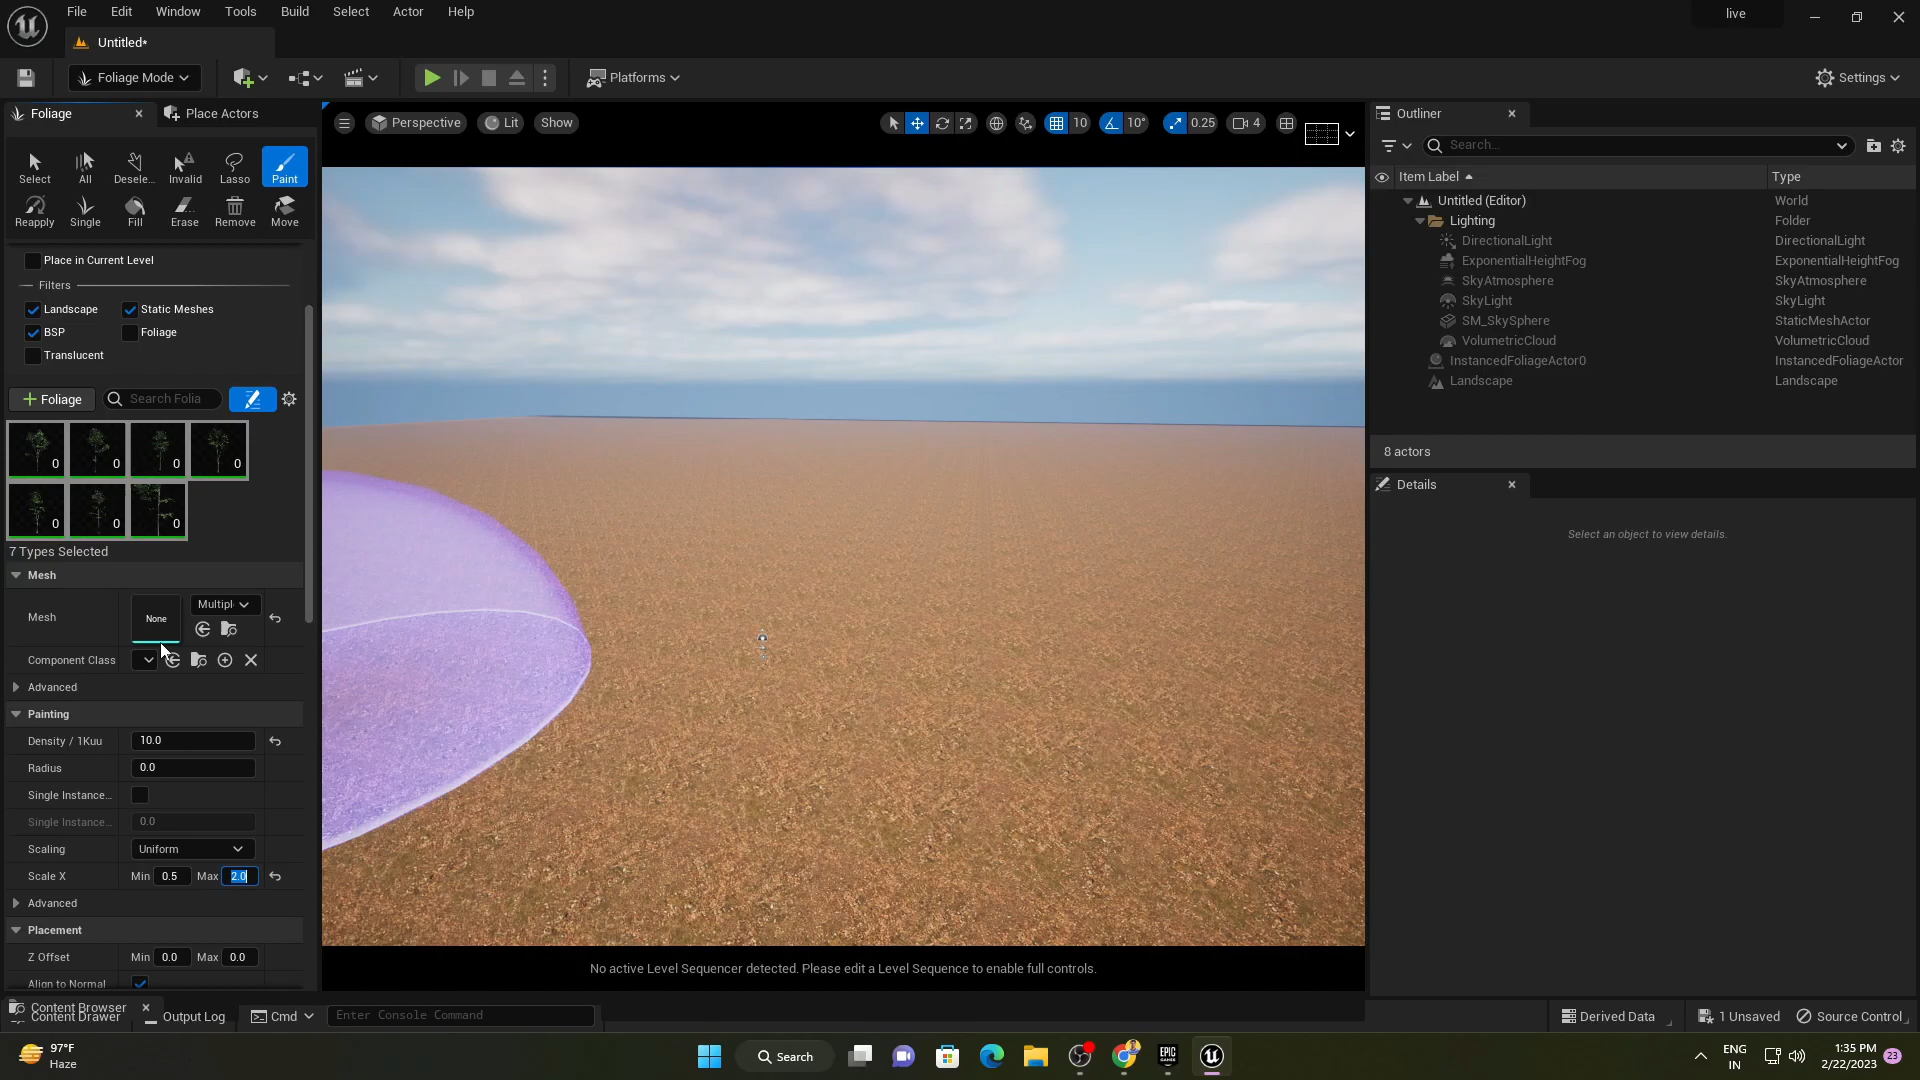 File Edit Window Tools Build Select Actor Help
live
Untitled*
Foliage Mode
Platforms
Settings
Foliage
Place Actors
Select All Desele... Invalid Lasso Paint
Reapply Single Fill Erase Remove Move
Place in Current Level
Filters
Landscape Static Meshes
BSP Foliage
Translucent
Foliage Search Folia
0 0 0 0
0 0 0
7 Types Selected
Mesh
Mesh None Multipl
Component Class
Advanced
Painting
Density / 1Kuu 10.0
Radius 0.0
Single Instance...
Single Instance... 0.0
Scaling Uniform
Scale X Min 0.5 Max 2.0
Advanced
Placement
Z Offset Min 0.0 Max 0.0
Align to Normal
Perspective Lit Show
10 10° 0.25 4
No active Level Sequencer detected. Please edit a Level Sequence to enable full controls.
Outliner
Search...
Item Label Type
Untitled (Editor) World
Lighting Folder
DirectionalLight DirectionalLight
ExponentialHeightFog ExponentialHeightFog
SkyAtmosphere SkyAtmosphere
SkyLight SkyLight
SM_SkySphere StaticMeshActor
VolumetricCloud VolumetricCloud
InstancedFoliageActor0 InstancedFoliageActor
Landscape Landscape
8 actors
Details
Select an object to view details.
Content Browser
Content Drawer Output Log Cmd Enter Console Command
Derived Data 1 Unsaved Source Control
97°F
Haze
Search
EPIC GAMES
ENG
IN
1:35 PM
2/22/2023 23